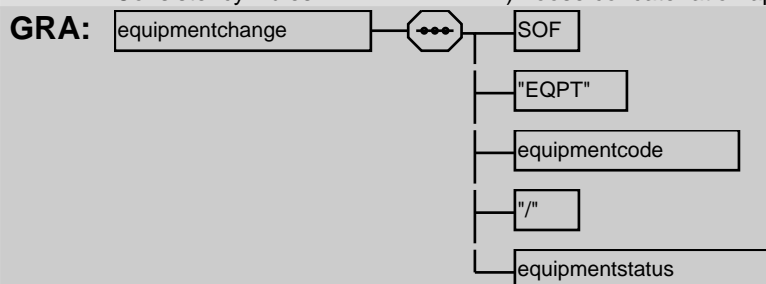 GRA: equipmentchange SOF
"EQPT"
equipmentcode
"/"
equipmentstatus